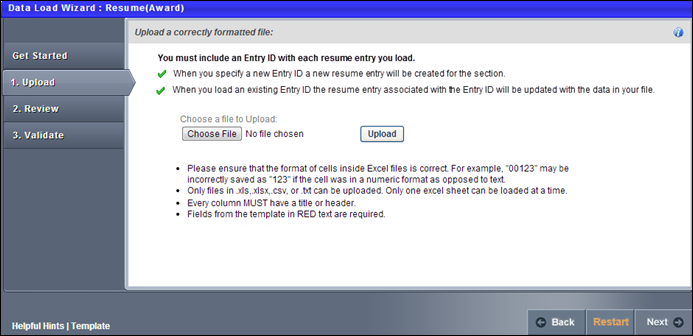 Data Load Wizard : Resume(Award)
Upload a correctly formatted file:
Get Started
1. Upload
2. Review
3. Validate
You must include an Entry ID with each resume entry you load.
When you specify a new Entry ID a new resume entry will be created for the section.
When you load an existing Entry ID the resume entry associated with the Entry ID will be updated with the data in your file.
Choose a file to Upload:
Choose File No file chosen Upload
• Please ensure that the format of cells inside Excel files is correct. For example, "00123" may be
incorrectly saved as "123" if the cell was in a numeric format as opposed to text.
• Only files in .xls,.xlsx,.csv, or .txt can be uploaded. Only one excel sheet can be loaded at a time.
• Every column MUST have a title or header.
• Fields from the template in RED text are required.
Helpful Hints | Template
Back Restart Next